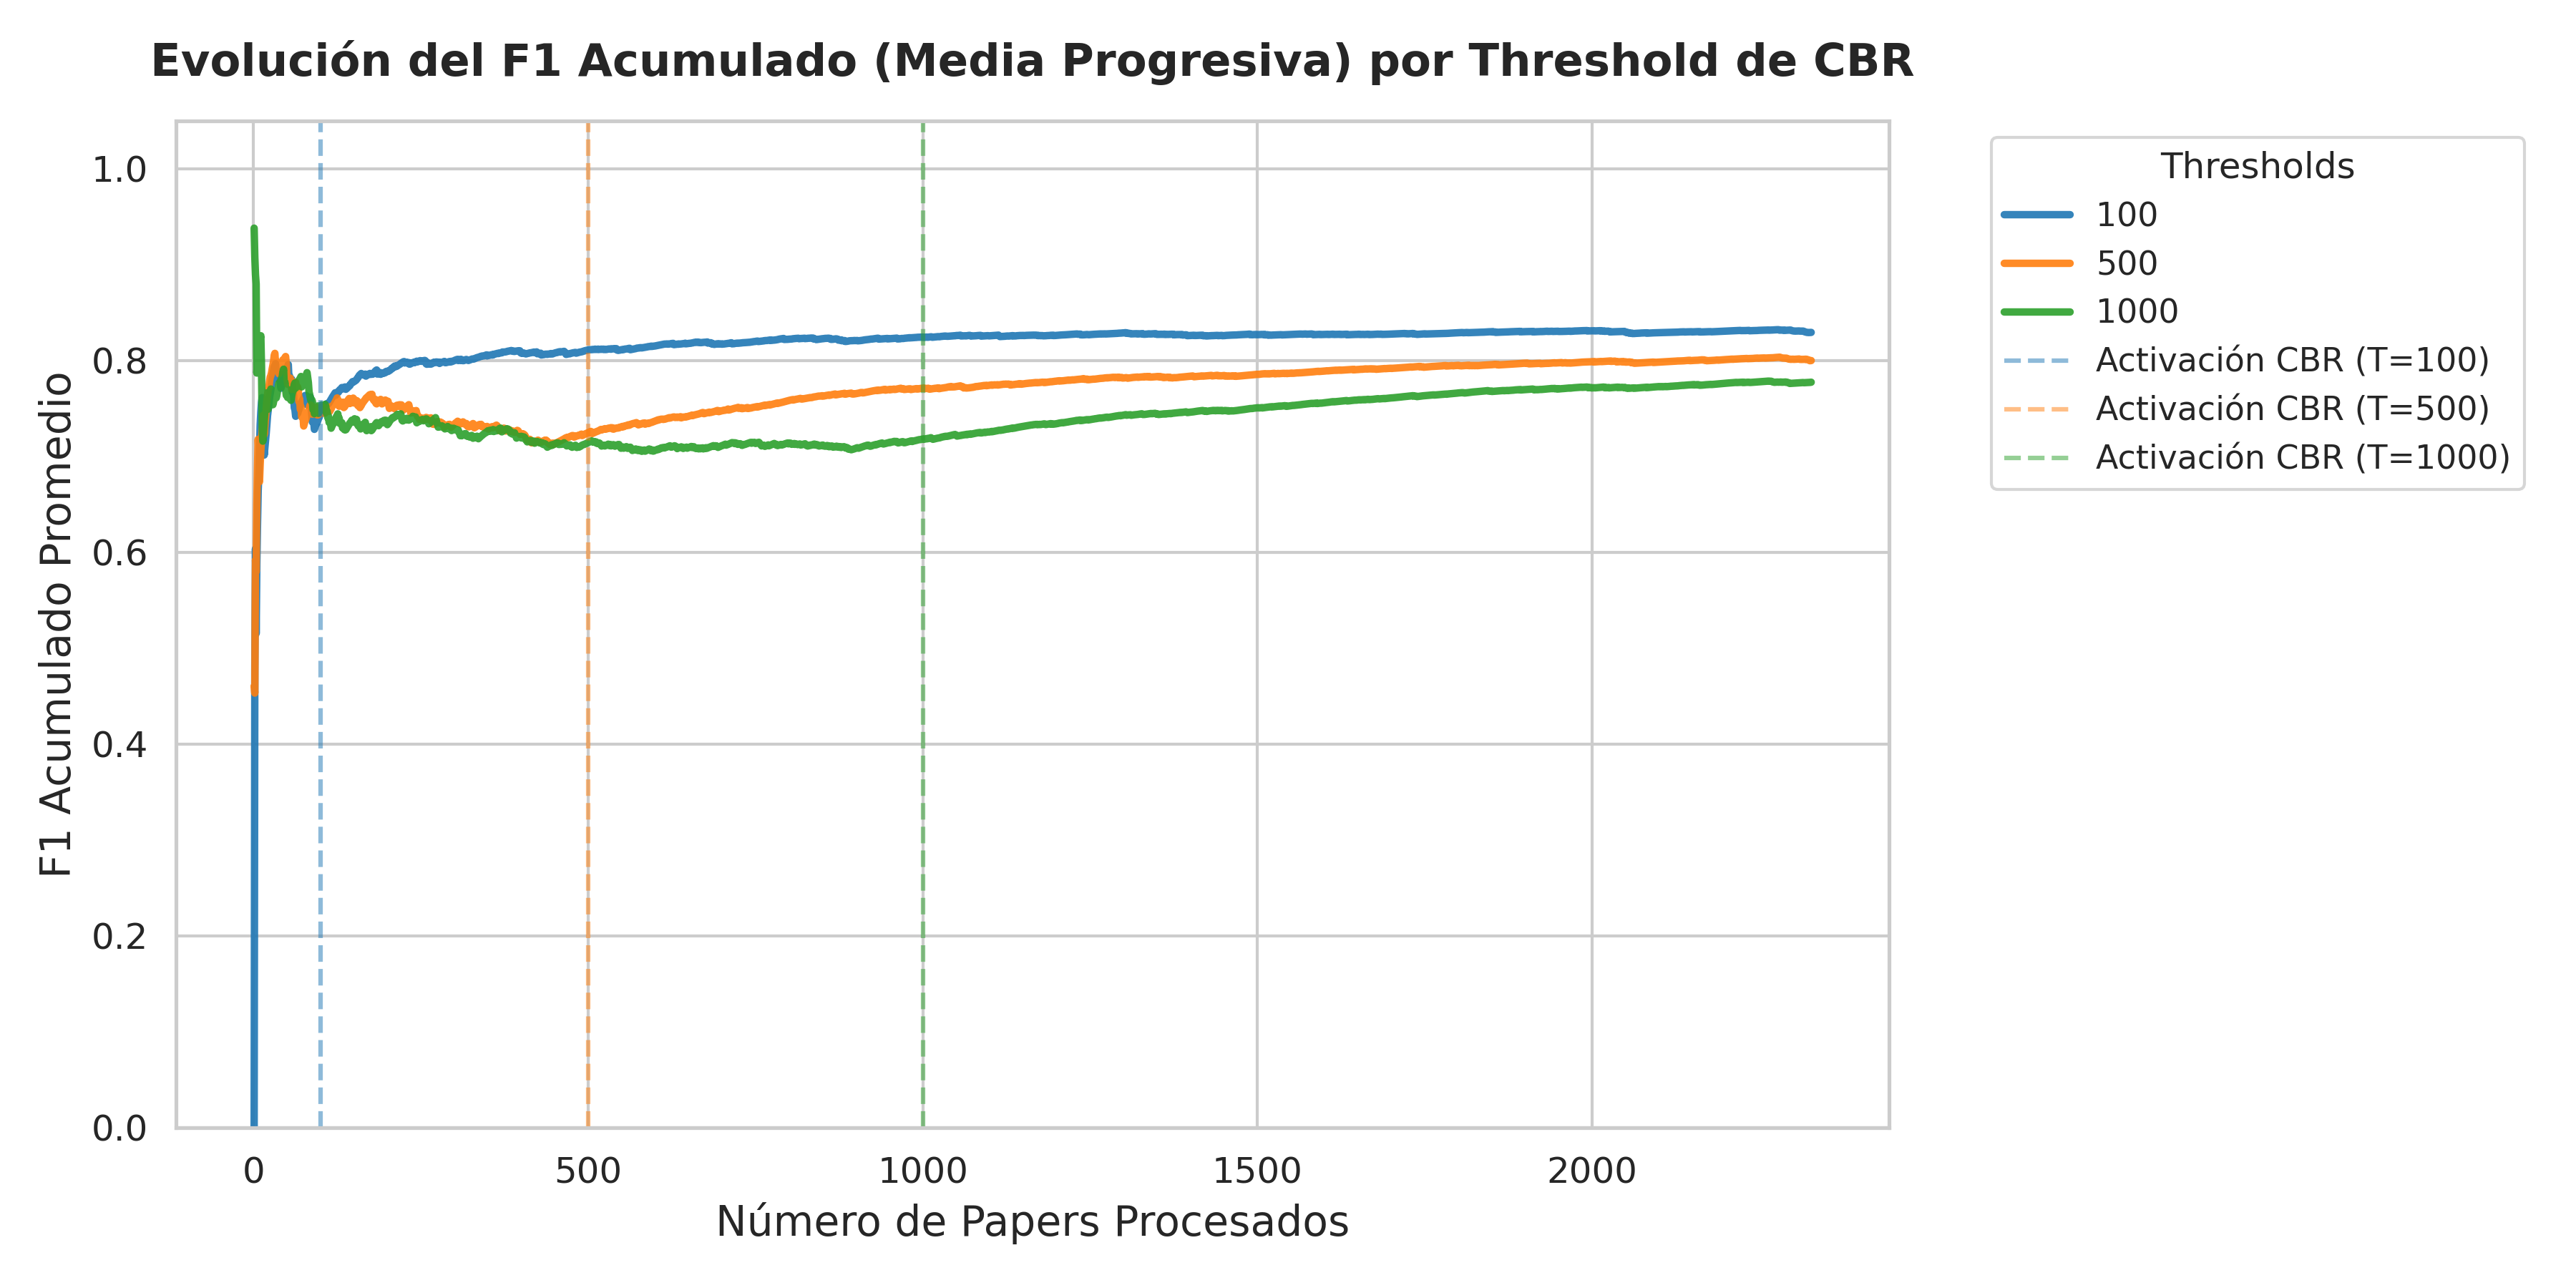 Evolución del F1 Acumulado (Media Progresiva) por Threshold de CBR
F1 Acumulado Promedio
1.0
0.8
0.6
0.4
0.2
0.0
0
500
1000
1500
2000
Número de Papers Procesados
Thresholds
100
500
1000
Activación CBR (T=100)
Activación CBR (T=500)
Activación CBR (T=1000)